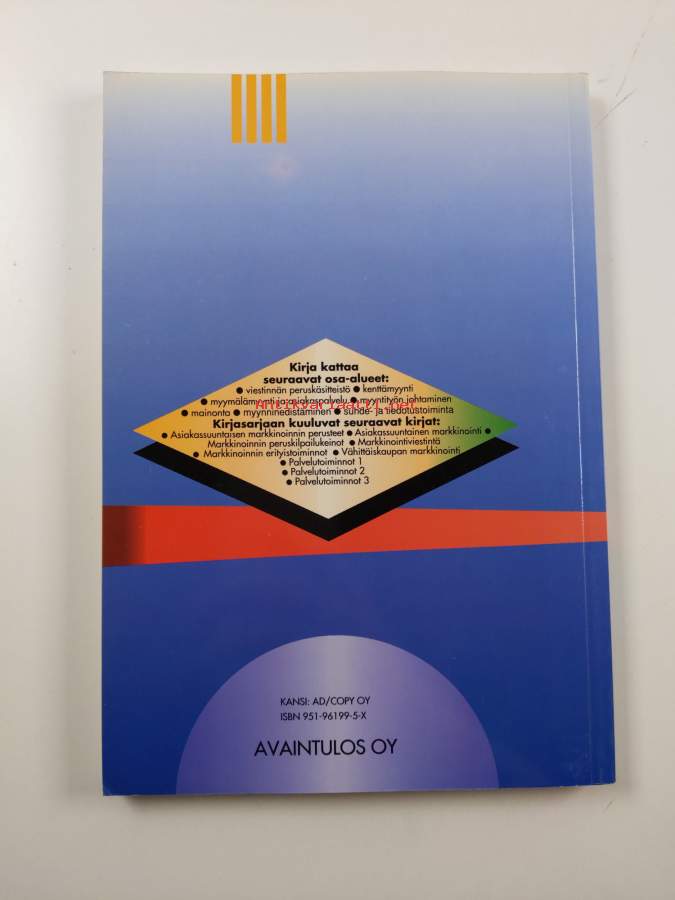 Kirja kattaa
seuraavat osa-alueet:
● viestinnän peruskäsitteistö ● kenttämyynti
● myymälämyynti ja asiakaspalvelu ● myyntityön johtaminen
Antikvariaatti.net
● mainonta ● myynninedistäminen ● suhde- ja tiedotustoiminta
Kirjasarjaan kuuluvat seuraavat kirjat:
● Asiakassuuntaisen markkinoinnin perusteet ● Asiakassuuntainen markkinointi ●
Markkinoinnin peruskilpailukeinot ● Markkinointiviestintä
● Markkinoinnin erityistoiminnot ● Vähittäiskaupan markkinointi
● Palvelutoiminnot 1
● Palvelutoiminnot 2
● Palvelutoiminnot 3
KANSI: AD/COPY OY
ISBN 951-96199-5-X
AVAINTULOS OY